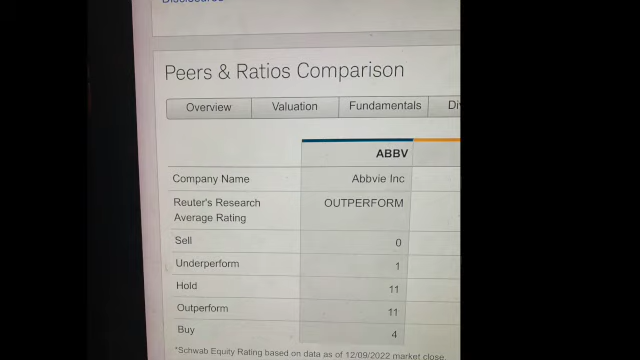 Peers & Ratios Comparison
Overview Valuation Fundamentals
ABBV
Company Name Abbvie Inc
Reuter's Research OUTPERFORM
Average Rating
Sell 0
Underperform 1
Hold 11
Outperform 11
Buy 4
*Schwab Equity Rating based on data as of 12/09/2022 market close.